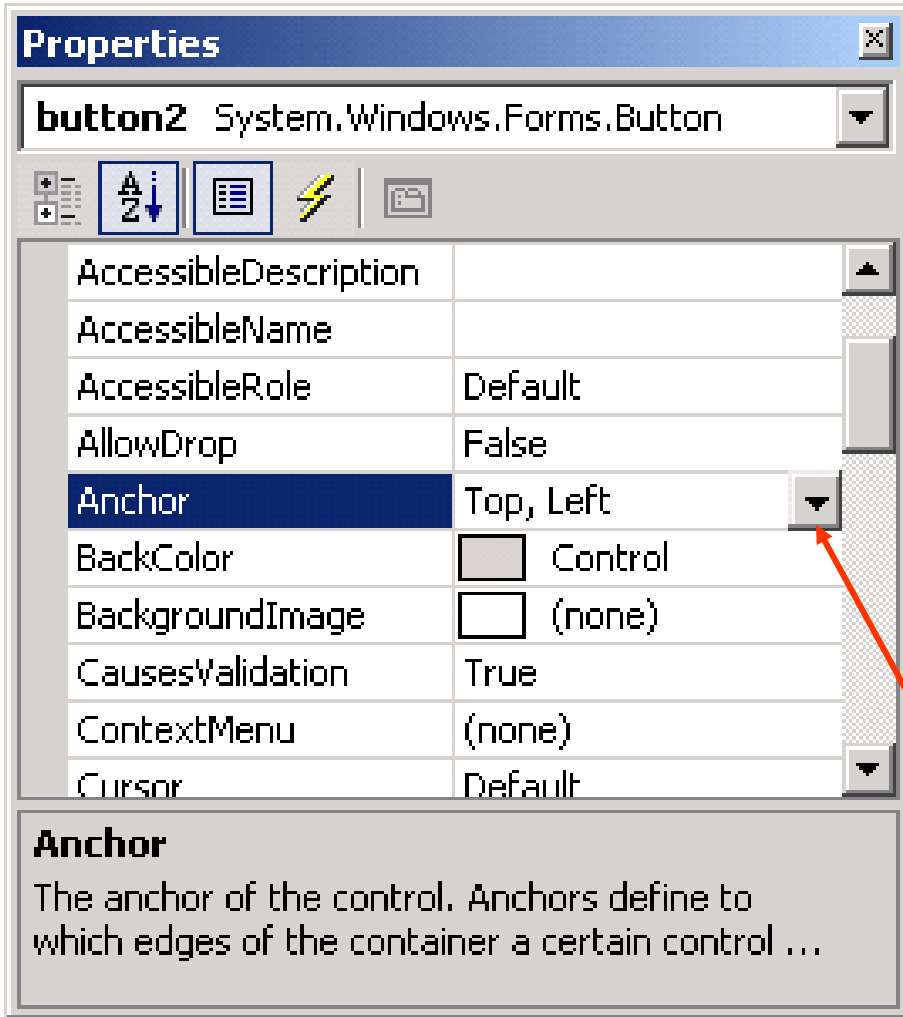 Properties
button2 System.Windows.Forms.Button
AccessibleDescription
AccessibleName
AccessibleRole Default
AllowDrop False
Anchor Top, Left
BackColor Control
BackgroundImage (none)
CausesValidation True
ContextMenu (none)
Cursor Default
Anchor
The anchor of the control. Anchors define to
which edges of the container a certain control ...